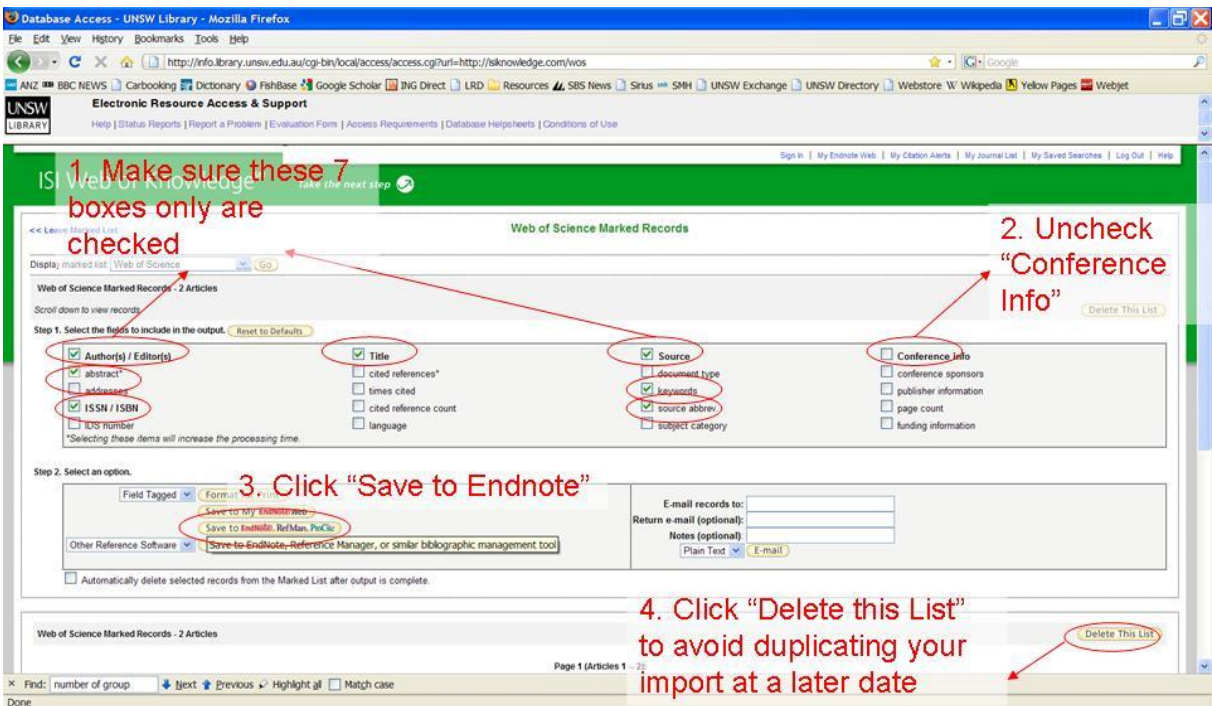 Database Access - UNSW Library - Mozilla Firefox
File Edit View History Bookmarks Tools Help
http://info.library.unsw.edu.au/cgi-bin/local/access/access.cgi?url=http://isiknowledge.com/wos
Google
ANZ BBC NEWS Carbooking Dictionary FishBase Google Scholar ING Direct LRD Resources SBS News Sirius SMH UNSW Exchange UNSW Directory Webstore Wikipedia Yellow Pages Webjet
UNSW
LIBRARY
Electronic Resource Access & Support
Help | Status Reports | Report a Problem | Evaluation Form | Access Requirements | Database Helpsheets | Conditions of Use
Sign In | My Endnote Web | My Citation Alerts | My Journal List | My Saved Searches | Log Out | Help
ISI Web of Knowledge
Take the next step
1. Make sure these 7
boxes only are
checked
<< Leave Marked List
Web of Science Marked Records
2. Uncheck
“Conference
Info”
Display marked list: Web of Science Go
Web of Science Marked Records - 2 Articles
Scroll down to view records.
Delete This List
Step 1. Select the fields to include in the output. Reset to Defaults
Author(s) / Editor(s) Title Source Conference Info
abstract* cited references* document type conference sponsors
addresses times cited keywords publisher information
ISSN / ISBN cited reference count source abbrev. page count
IDS number language subject category funding information
*Selecting these items will increase the processing time.
Step 2. Select an option.
3. Click “Save to Endnote”
Field Tagged
Save to My EndNote Web
Save to EndNote, RefMan, ProCite
Other Reference Software
Save to EndNote, Reference Manager, or similar bibliographic management tool
E-mail records to:
Return e-mail (optional):
Notes (optional):
Plain Text E-mail
Automatically delete selected records from the Marked List after output is complete.
4. Click “Delete this List”
to avoid duplicating your
import at a later date
Web of Science Marked Records - 2 Articles
Delete This List
Page 1 (Articles 1 - 2):
Find: number of group Next Previous Highlight all Match case
Done